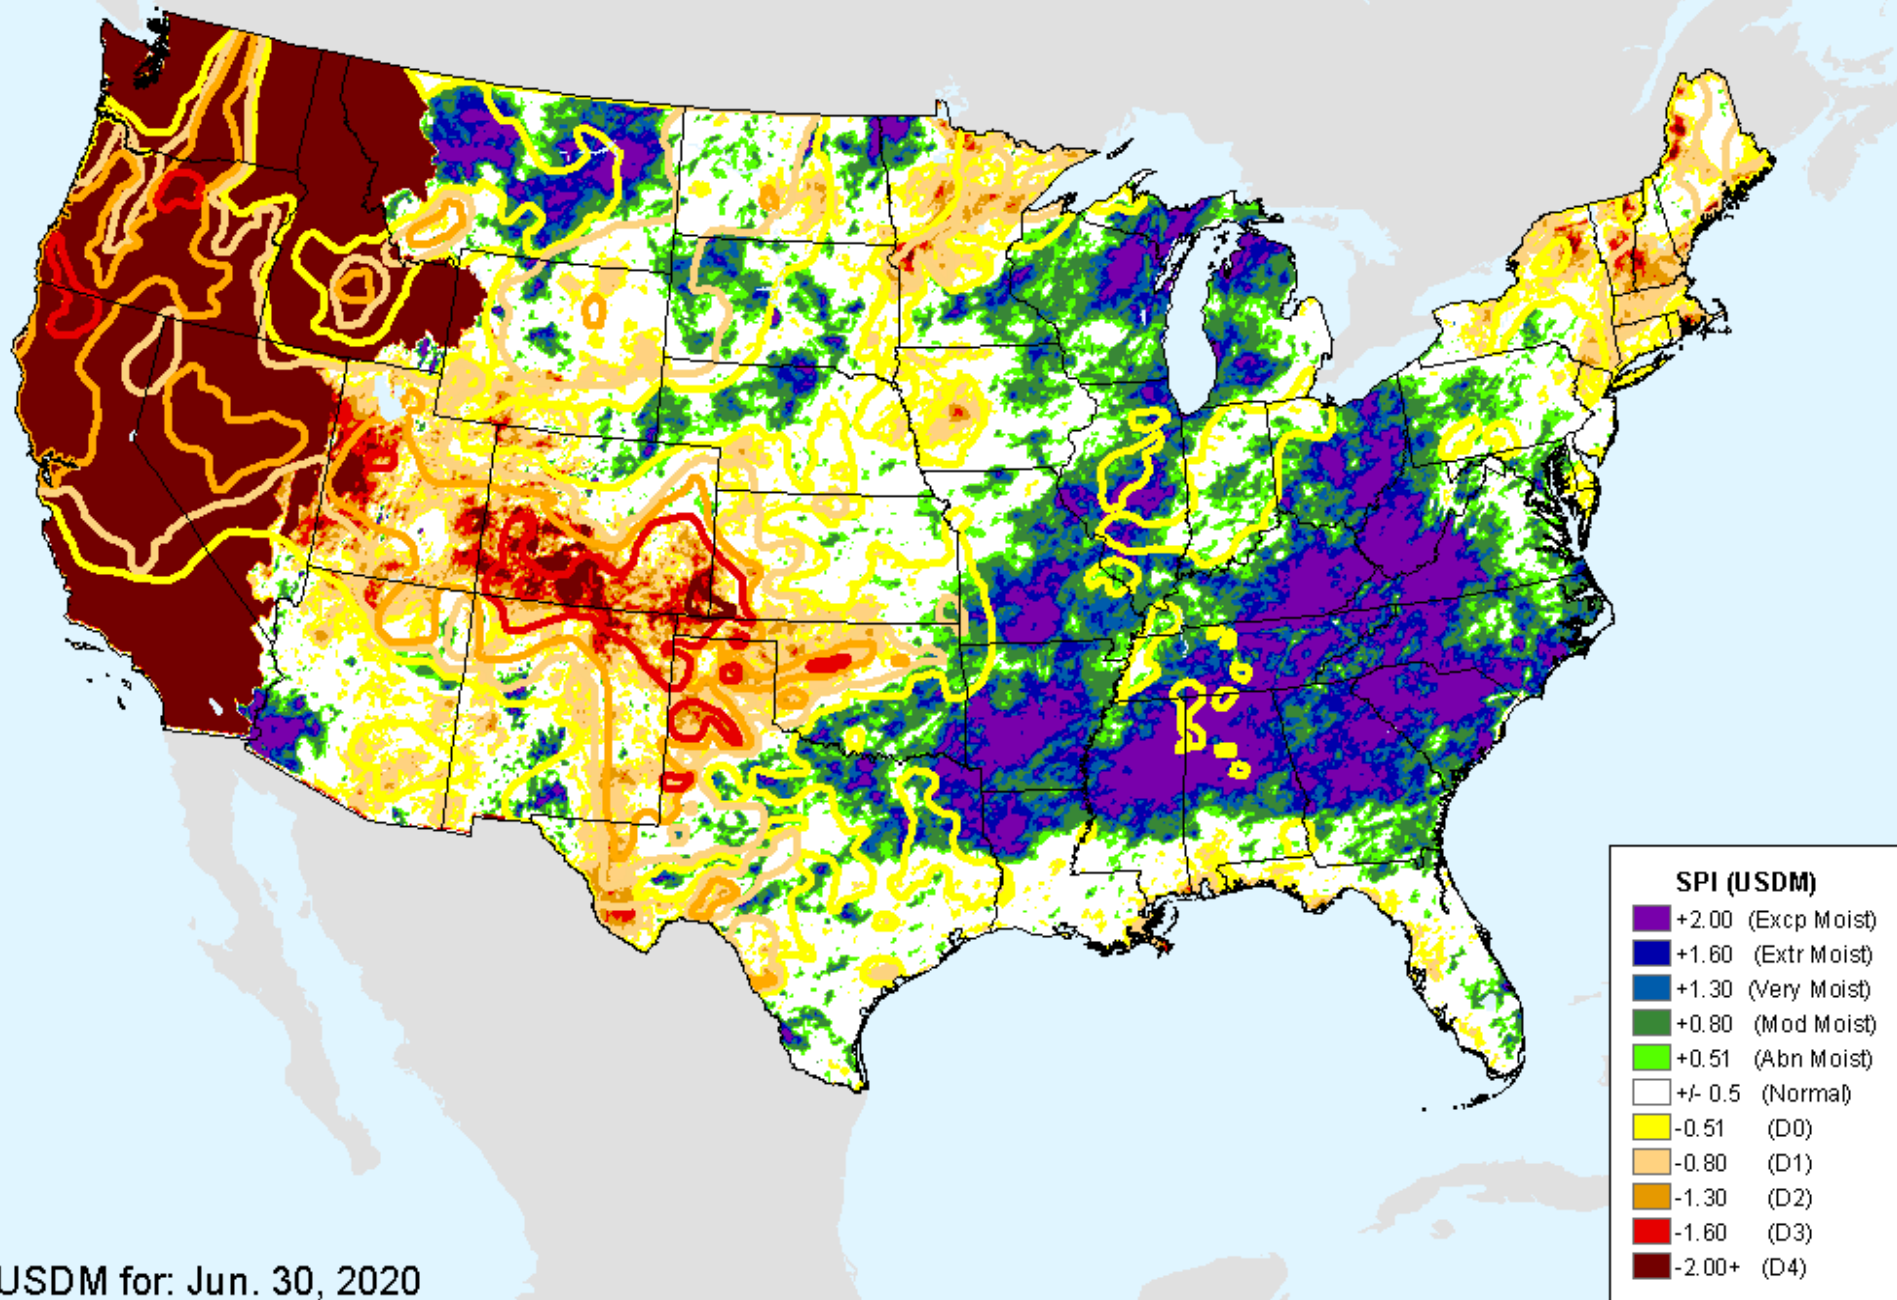 SPI (USDM)
+2.00 (Excp Moist)
+1.60 (Extr Moist)
+1.30 (Very Moist)
+0.80 (Mod Moist)
+0.51 (Abn Moist)
+/- 0.5 (Normal)
-0.51 (D0)
-0.80 (D1)
-1.30 (D2)
-1.60 (D3)
-2.00+ (D4)
USDM for: Jun. 30, 2020